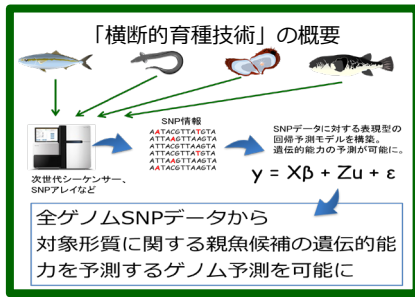 「横断的育種技術」の概要
SNP情報
AATACGTTATGTA
ATTAAGTTAAGTA
ATTAAGTTAAGTA
AATACGTTATGTA
ATTAAGTTAAGTA
AATACGTTAAGTA
次世代シーケンサー、
SNPアレイなど
SNPデータに対する表現型の
回帰予測モデルを構築。
遺伝的能力の予測が可能に。
y = Xβ + Zu + ε
全ゲノムSNPデータから
対象形質に関する親魚候補の遺伝的能
力を予測するゲノム予測を可能に